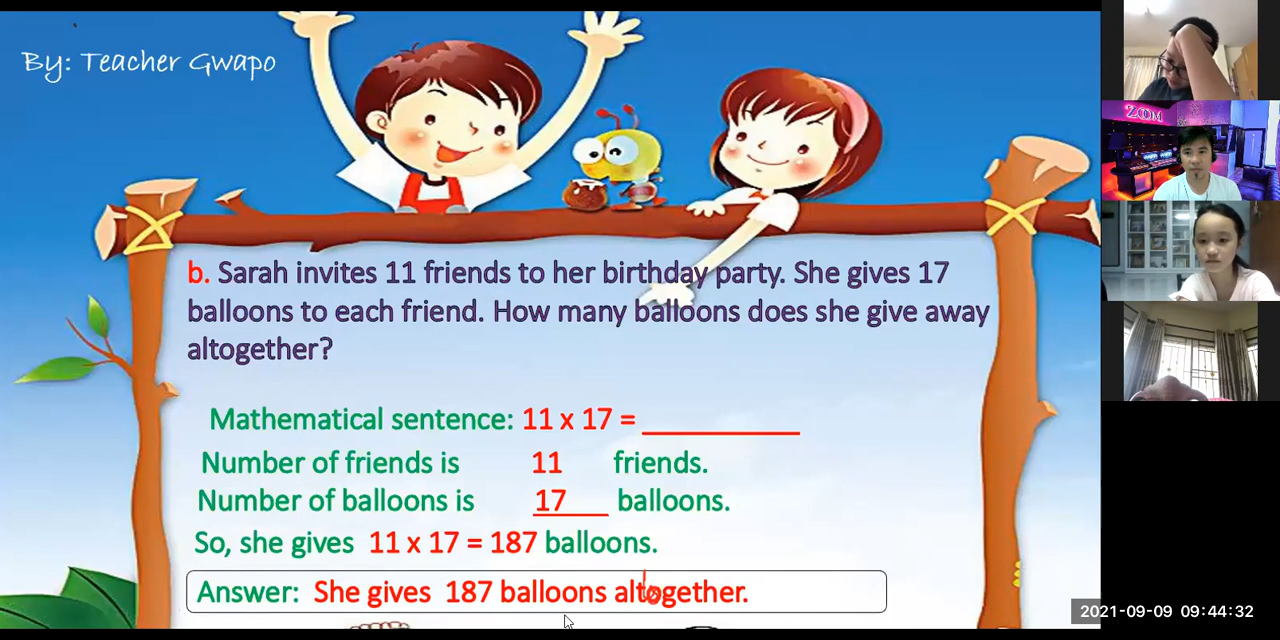 By: Teacher Gwapo
ZOOM
b. Sarah invites 11 friends to her birthday party. She gives 17
balloons to each friend. How many balloons does she give away
altogether?
Mathematical sentence: 11 x 17 = __________
Number of friends is 11 friends.
Number of balloons is 17 balloons.
So, she gives 11 x 17 = 187 balloons.
Answer: She gives 187 balloons altogether.
2021-09-09 09:44:32